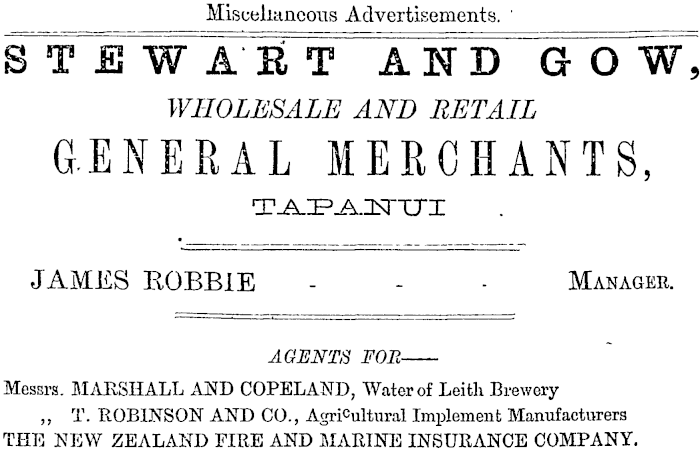 Miscellaneous Advertisements.
STEWART AND GOW,
WHOLESALE AND RETAIL
GENERAL MERCHANTS,
TAPANUI
JAMES ROBBIE - - - MANAGER.
AGENTS FOR—
Messrs. MARSHALL AND COPELAND, Water of Leith Brewery
„ T. ROBINSON AND CO., Agricultural Implement Manufacturers
THE NEW ZEALAND FIRE AND MARINE INSURANCE COMPANY.